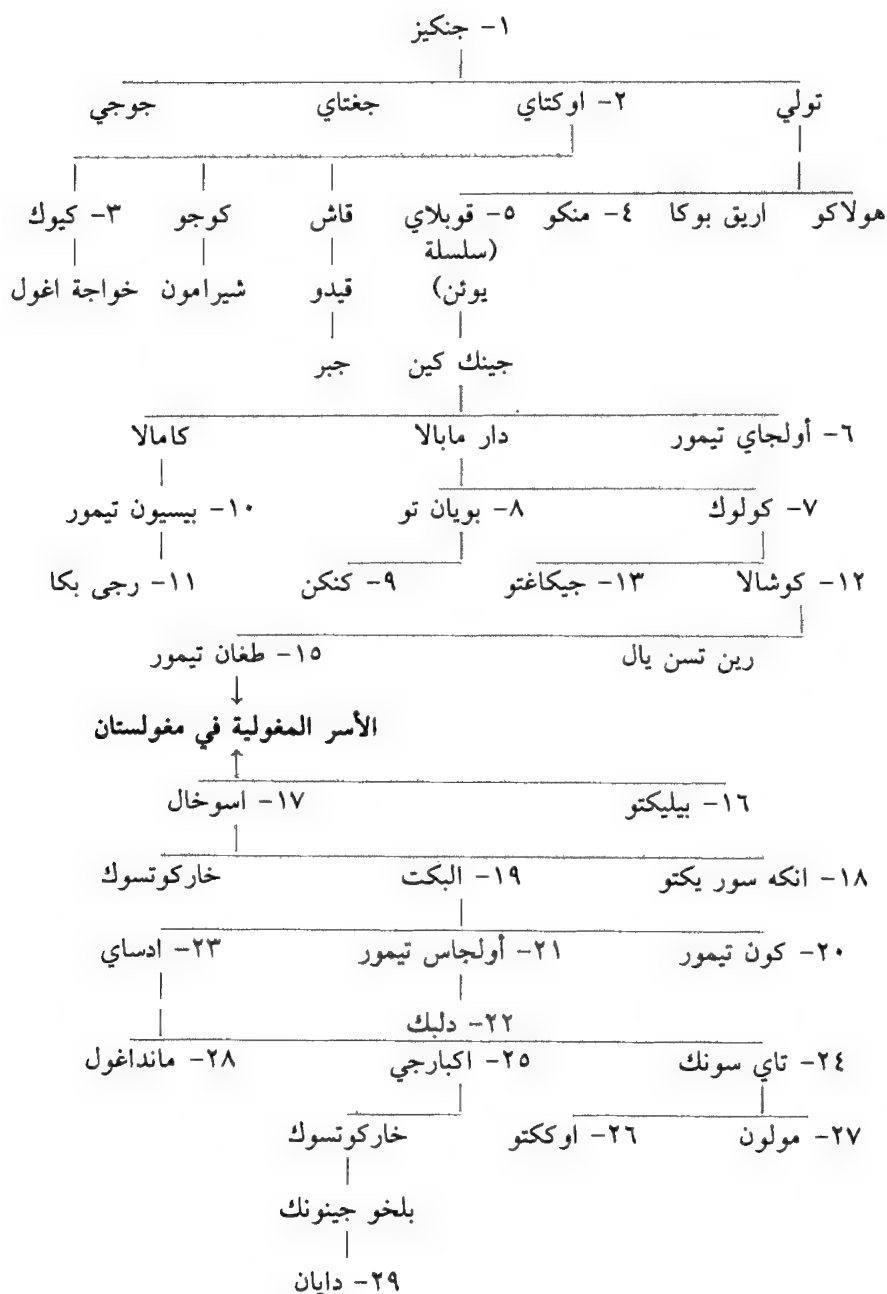 ١- جنكيز
تولي ٢- اوكتاي جغتاي جوجي
هولاكو اريق بوكا ٤- منكو ٥- قوبلاي قاش كوجو ٣- كيوك
(سلسلة
يوئن) قيدو شيرامون خواجة اغول
جينك كين جبر
٦- أولجاي تيمور دار مابالا كامالا
٧- كولوك ٨- بويان تو ١٠- بيسيون تيمور
١٢- كوشالا ١٣- جيكاغتو ٩- كنكن ١١- رجى بكا
رين تسن يال ١٥- طغان تيمور
الأسر المغولية في مغولستان
١٦- بيليكتو ١٧- اسوخال
١٨- انكه سور يكتو ١٩- البكت خاركوتسوك
٢٠- كون تيمور ٢١- أولجاس تيمور ٢٣- ادساي
٢٢- دلبك
٢٤- تاي سونك ٢٥- اكبارجي ٢٨- مانداغول
٢٧- مولون ٢٦- اوككتو خاركوتسوك
بلخو جينونك
٢٩- دايان